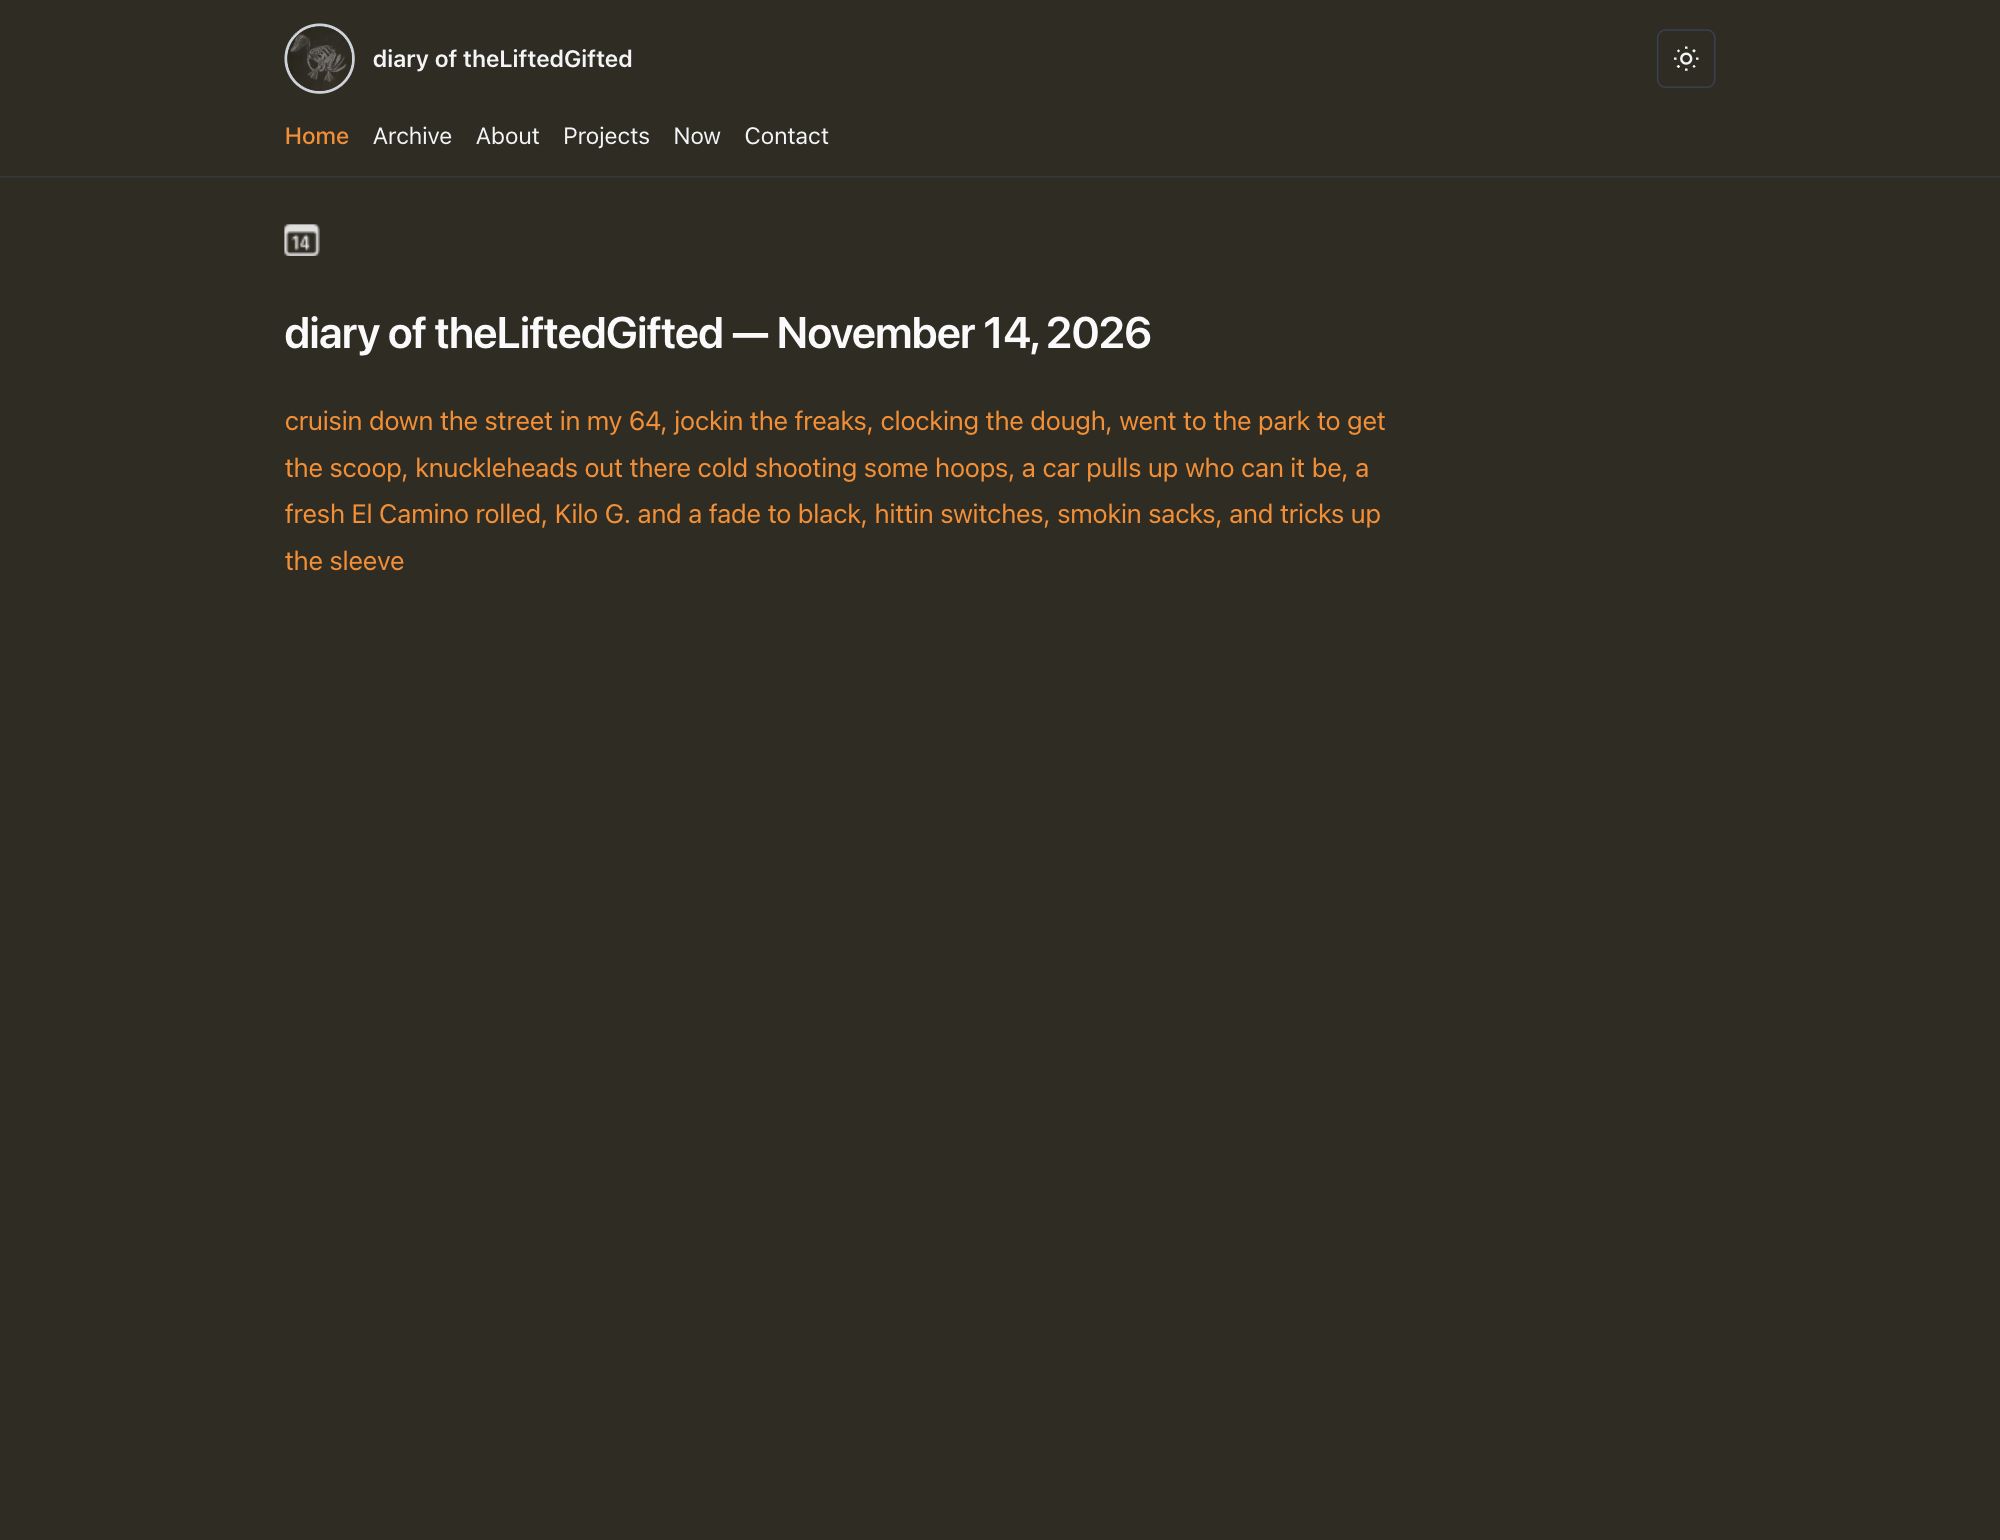 diary of theLiftedGifted
Home Archive About Projects Now Contact
14
diary of theLiftedGifted — November 14, 2026
cruisin down the street in my 64, jockin the freaks, clocking the dough, went to the park to get
the scoop, knuckleheads out there cold shooting some hoops, a car pulls up who can it be, a
fresh El Camino rolled, Kilo G. and a fade to black, hittin switches, smokin sacks, and tricks up
the sleeve